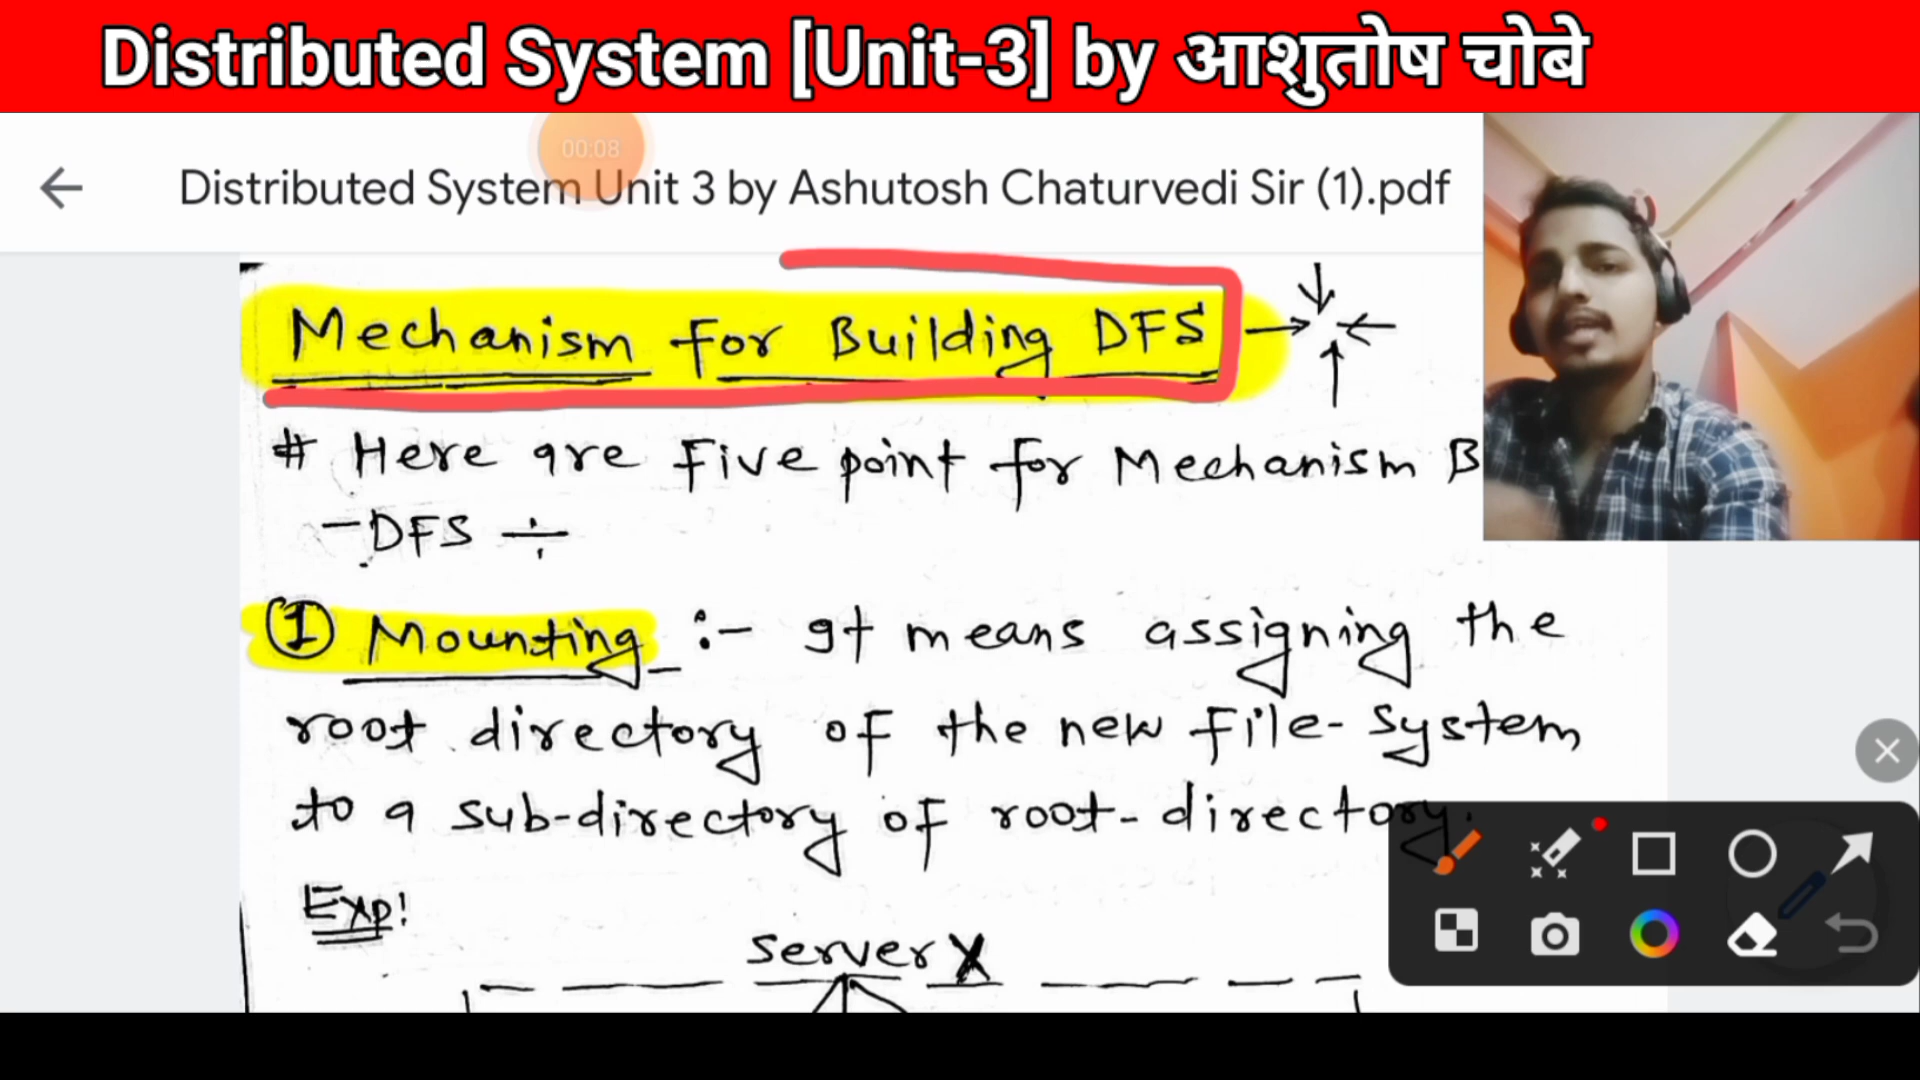 Distributed System [Unit-3] by आशुतोष चोबे
00:08
Distributed System Unit 3 by Ashutosh Chaturvedi Sir (1).pdf
Mechanism for Building DFS
# Here are Five point for Mechanism B
-DFS ÷
① Mounting :- It means assigning the
root directory of the new File-System
to a sub-directory of root-directory.
Exp!
Server X